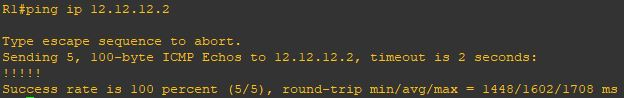 R1#ping ip 12.12.12.2
Type escape sequence to abort.
Sending 5, 100-byte ICMP Echos to 12.12.12.2, timeout is 2 seconds:
!!!!!
Success rate is 100 percent (5/5), round-trip min/avg/max = 1448/1602/1708 ms